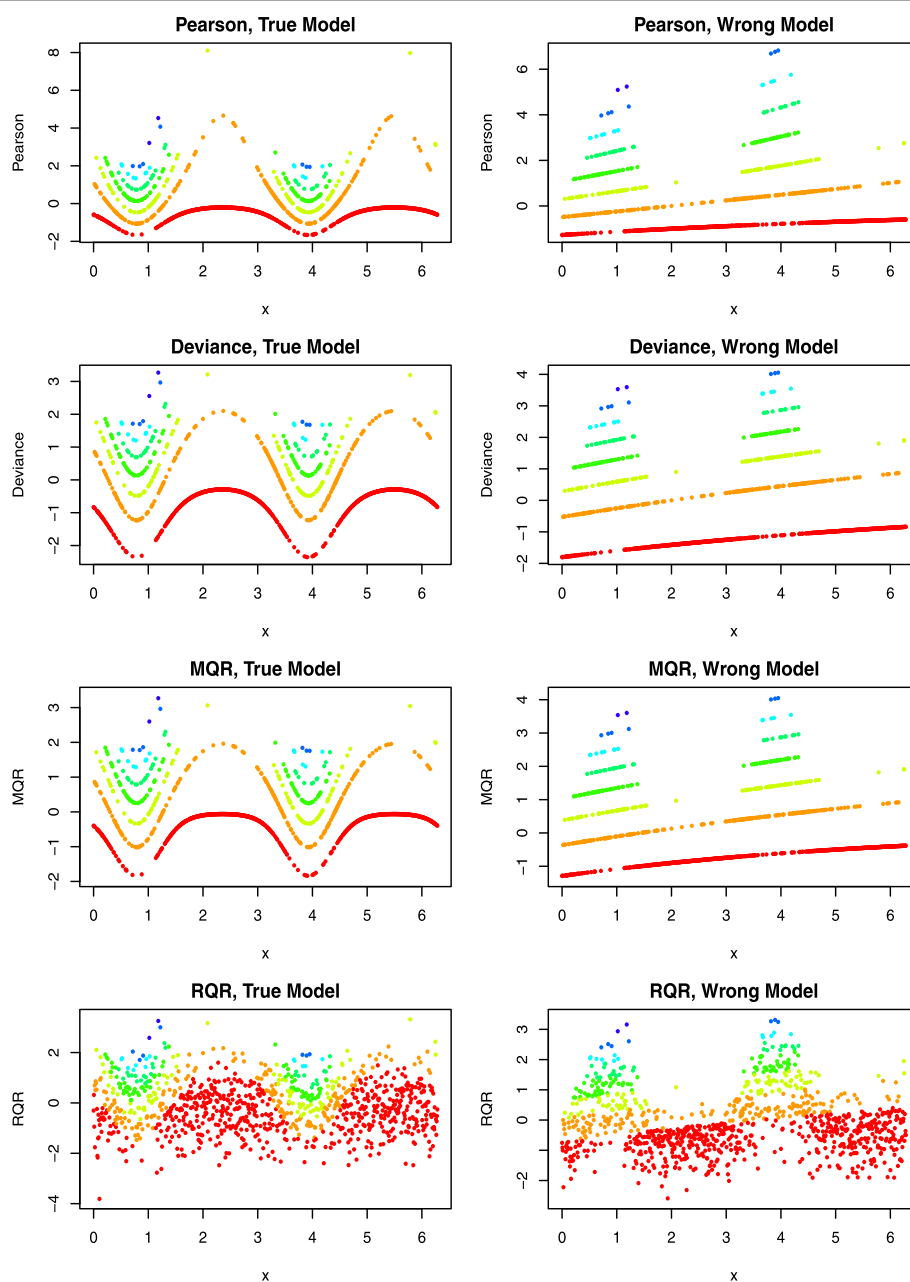 Pearson, True Model
Pearson
8
6
4
2
0
−2
0 1 2 3 4 5 6
x
Pearson, Wrong Model
Pearson
6
4
2
0
0 1 2 3 4 5 6
x
Deviance, True Model
Deviance
3
2
1
0
−1
−2
0 1 2 3 4 5 6
x
Deviance, Wrong Model
Deviance
4
3
2
1
0
−1
−2
0 1 2 3 4 5 6
x
MQR, True Model
MQR
3
2
1
0
−1
−2
0 1 2 3 4 5 6
x
MQR, Wrong Model
MQR
4
3
2
1
0
−1
0 1 2 3 4 5 6
x
RQR, True Model
RQR
2
0
−2
−4
0 1 2 3 4 5 6
x
RQR, Wrong Model
RQR
3
2
1
0
−2
0 1 2 3 4 5 6
x